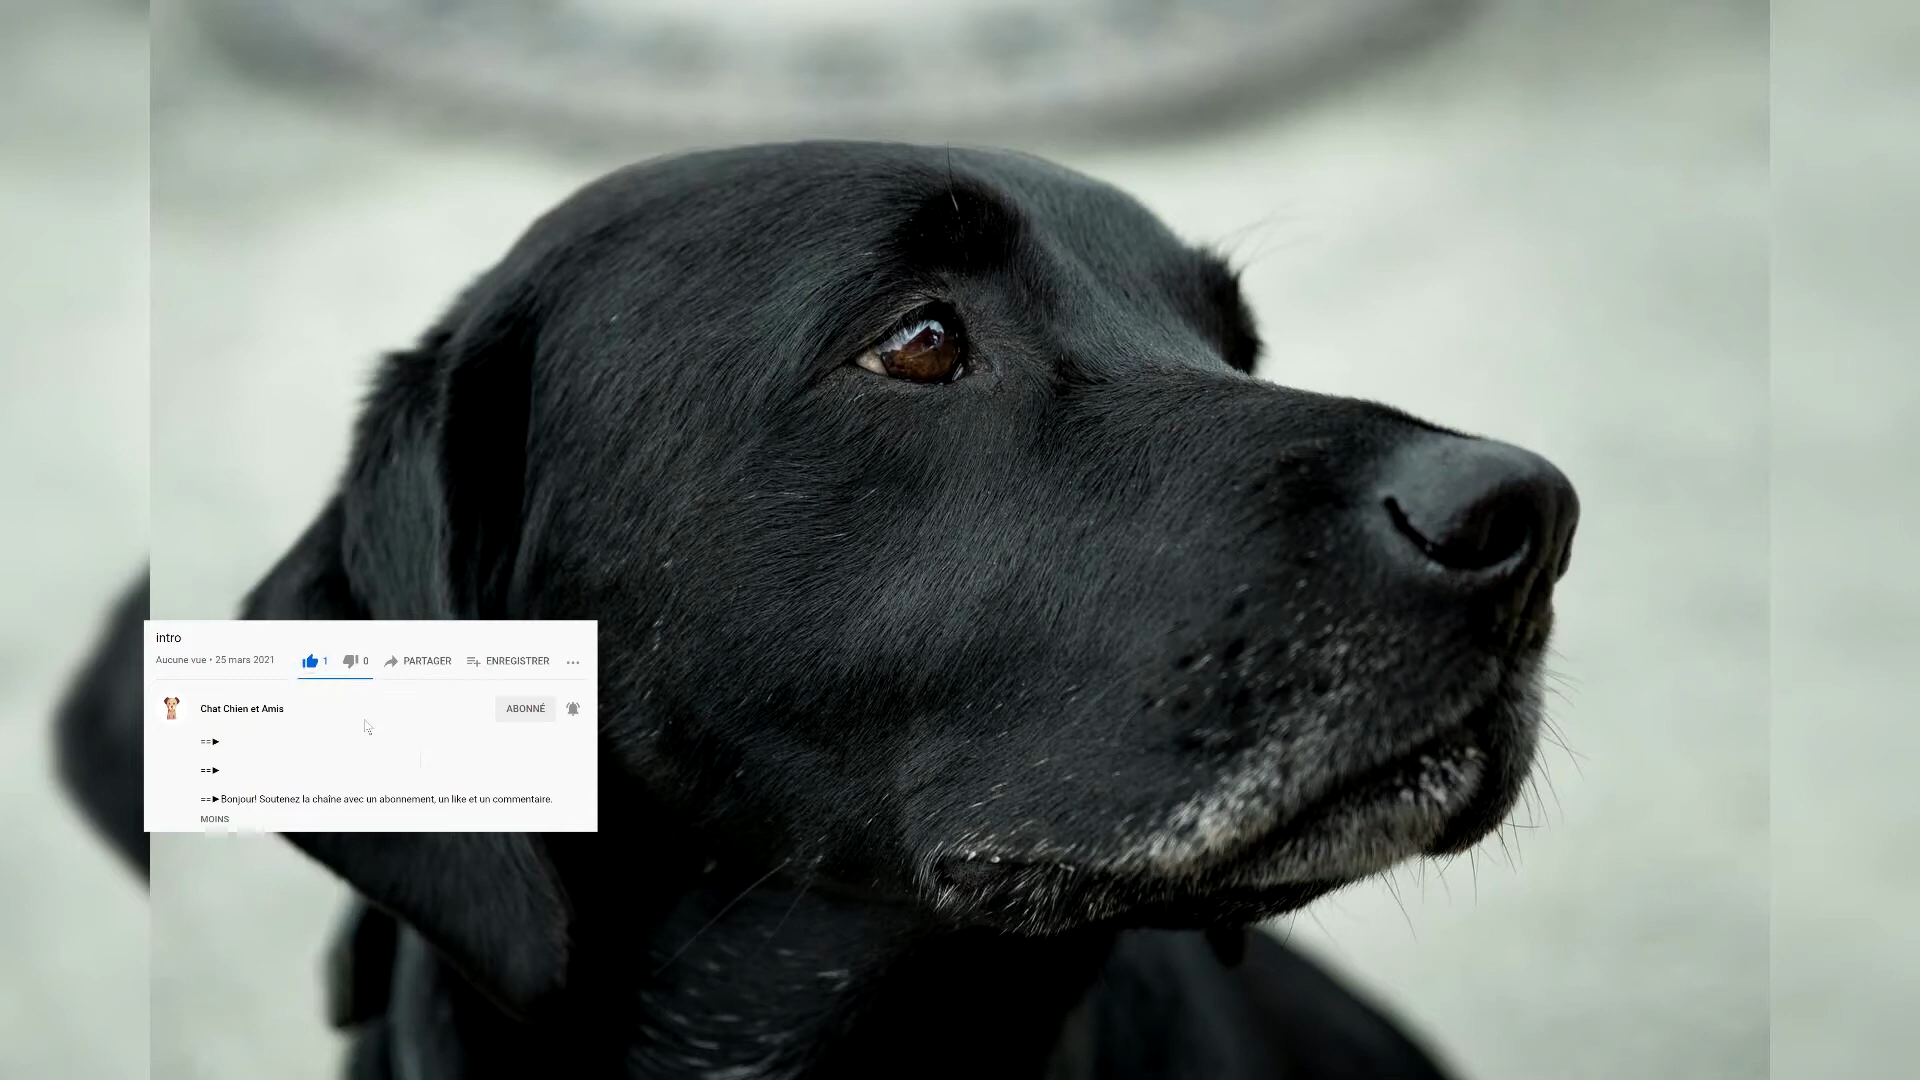 intro
Aucune vue • 25 mars 2021 1 0 PARTAGER ENREGISTRER ...
Chat Chien et Amis ABONNÉ
==►
==►
==►Bonjour! Soutenez la chaîne avec un abonnement, un like et un commentaire.
MOINS